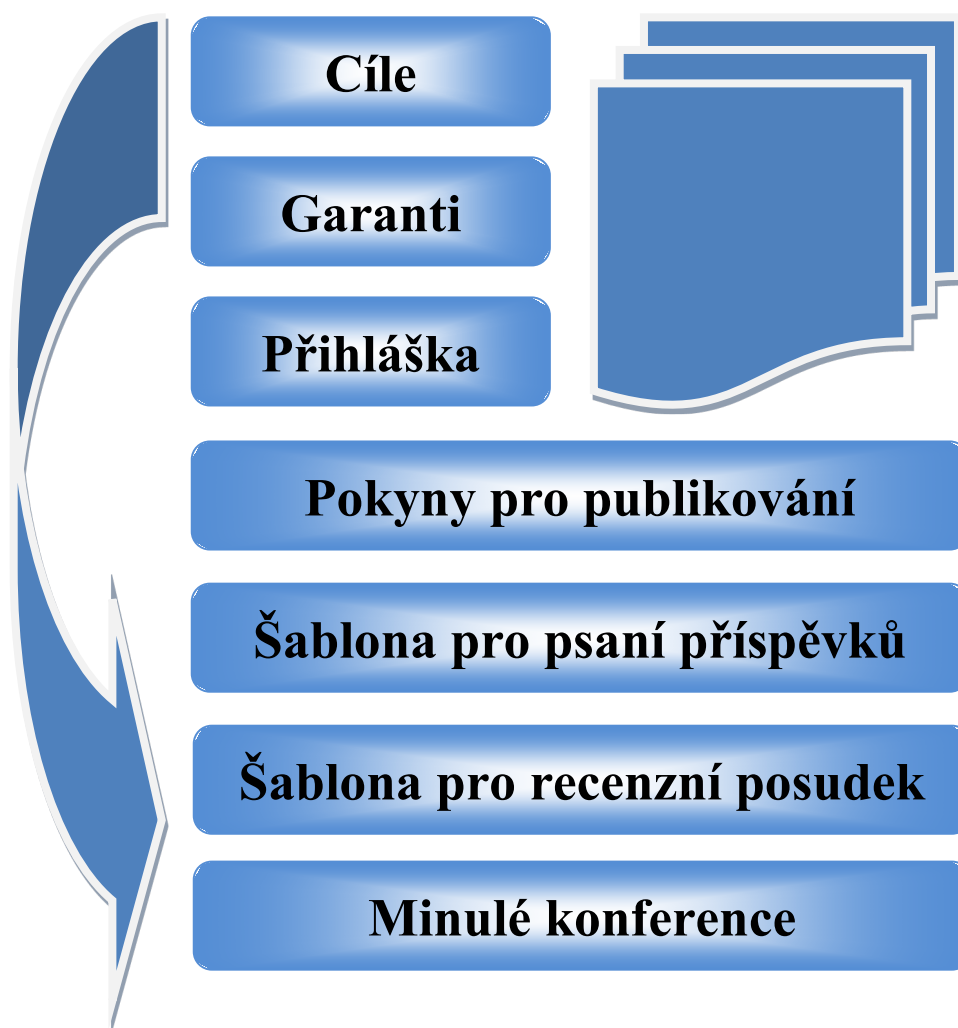 Cíle
Garanti
Přihláška
Pokyny pro publikování
Šablona pro psaní příspěvků
Šablona pro recenzní posudek
Minulé konference